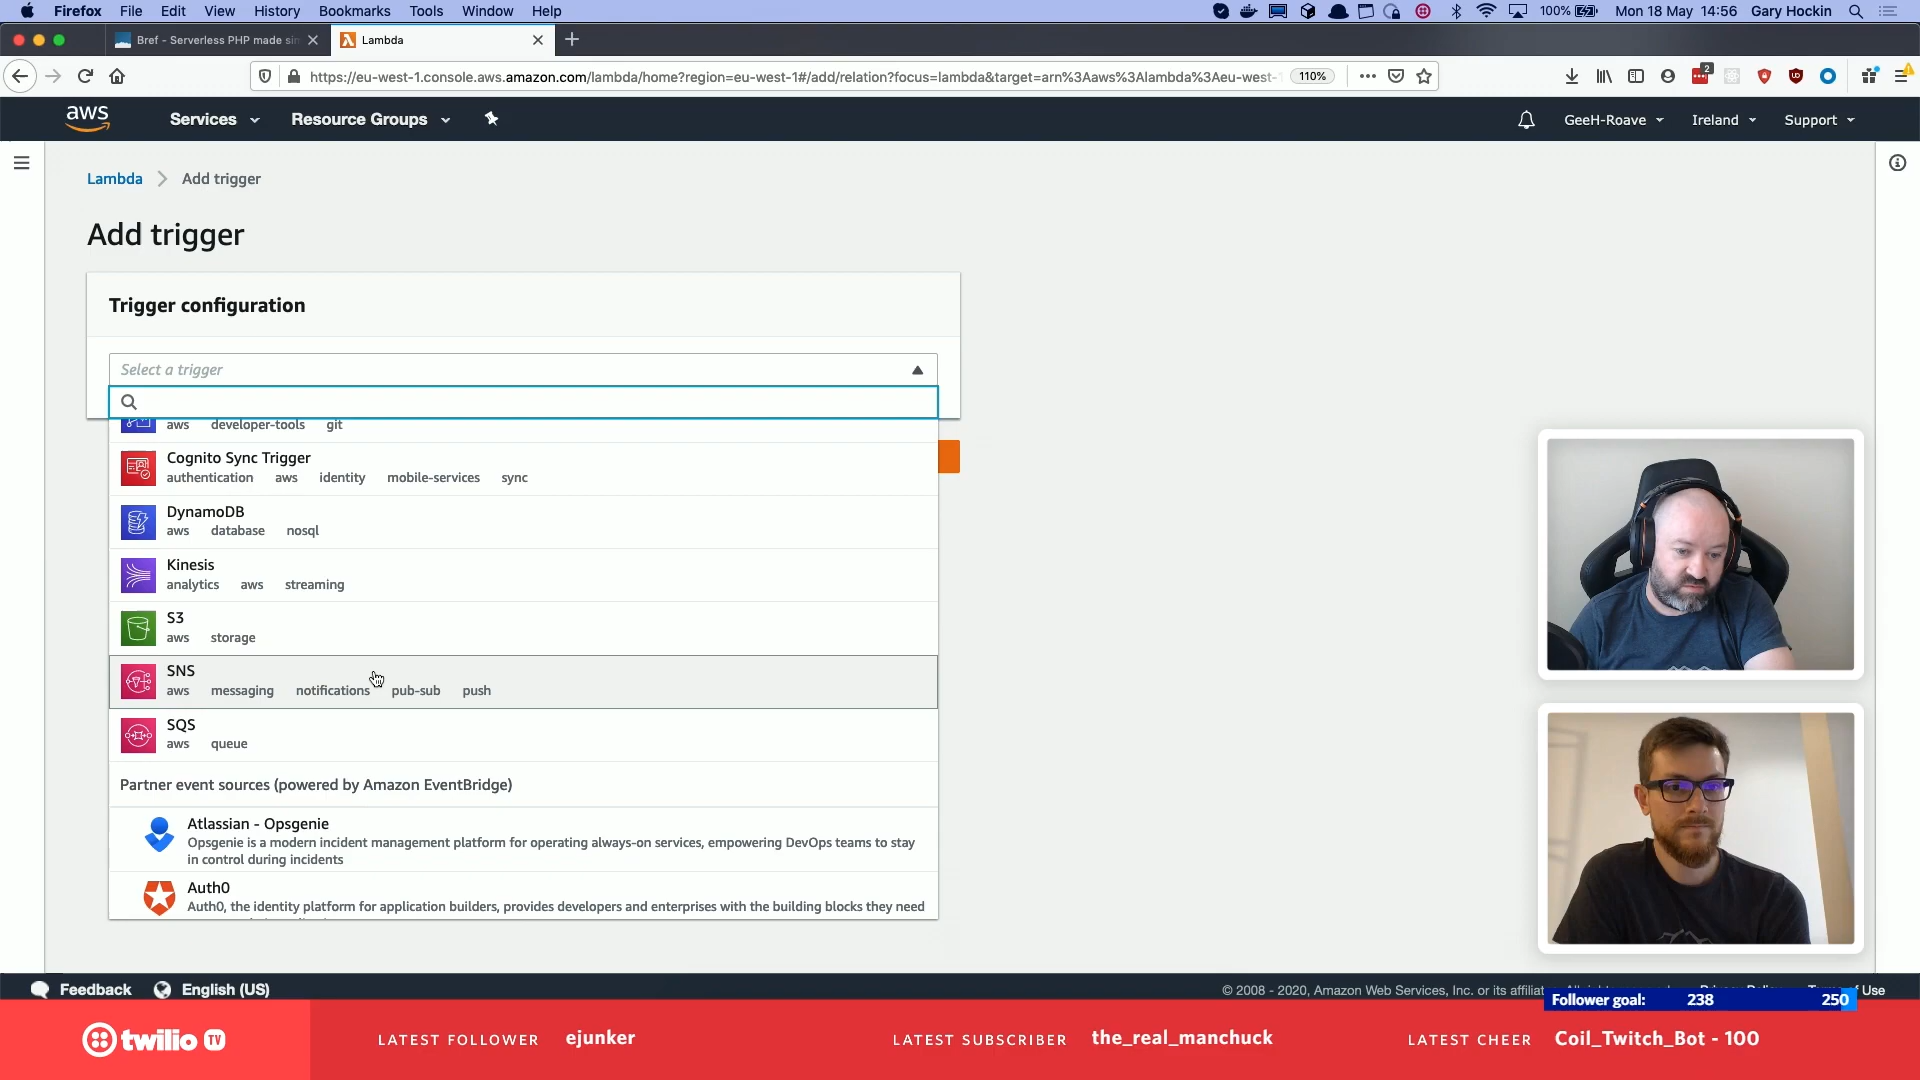 Firefox File Edit View History Bookmarks Tools Window Help
100% Mon 18 May 14:56 Gary Hockin
Bref - Serverless PHP made sim
Lambda
https://eu-west-1.console.aws.amazon.com/lambda/home?region=eu-west-1#/add/relation?focus=lambda&target=arn%3Aaws%3Alambda%3Aeu-west-
110%
2
aws Services Resource Groups GeeH-Roave Ireland Support
Lambda Add trigger
Add trigger
Trigger configuration
Select a trigger
aws developer-tools git
Cognito Sync Trigger
authentication aws identity mobile-services sync
DynamoDB
aws database nosql
Kinesis
analytics aws streaming
S3
aws storage
SNS
aws messaging notifications pub-sub push
SQS
aws queue
Partner event sources (powered by Amazon EventBridge)
Atlassian - Opsgenie
Opsgenie is a modern incident management platform for operating always-on services, empowering DevOps teams to stay
in control during incidents
Auth0
Auth0, the identity platform for application builders, provides developers and enterprises with the building blocks they need
Feedback English (US)
© 2008 - 2020, Amazon Web Services, Inc. or its affiliat
Use
Follower goal: 238 250
twilio TV
LATEST FOLLOWER ejunker
LATEST SUBSCRIBER the_real_manchuck
LATEST CHEER Coil_Twitch_Bot - 100